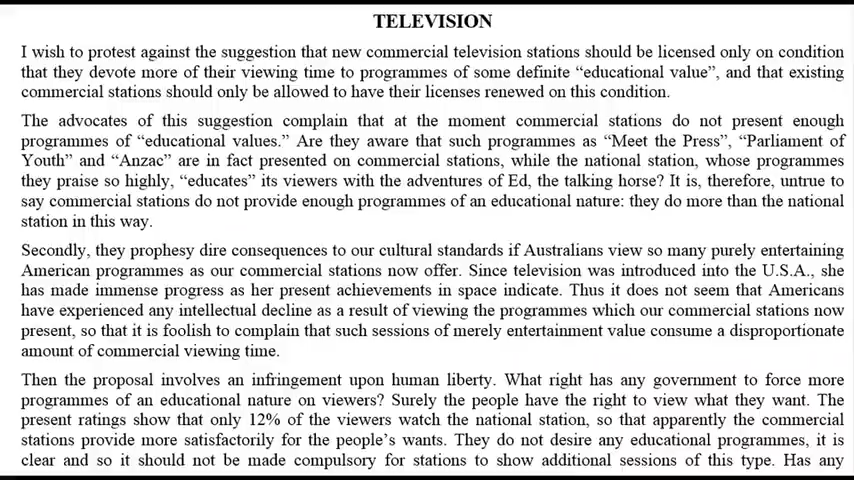 TELEVISION
I wish to protest against the suggestion that new commercial television stations should be licensed only on condition
that they devote more of their viewing time to programmes of some definite “educational value”, and that existing
commercial stations should only be allowed to have their licenses renewed on this condition.
The advocates of this suggestion complain that at the moment commercial stations do not present enough
programmes of “educational values.” Are they aware that such programmes as “Meet the Press”, “Parliament of
Youth” and “Anzac” are in fact presented on commercial stations, while the national station, whose programmes
they praise so highly, “educates” its viewers with the adventures of Ed, the talking horse? It is, therefore, untrue to
say commercial stations do not provide enough programmes of an educational nature: they do more than the national
station in this way.
Secondly, they prophesy dire consequences to our cultural standards if Australians view so many purely entertaining
American programmes as our commercial stations now offer. Since television was introduced into the U.S.A., she
has made immense progress as her present achievements in space indicate. Thus it does not seem that Americans
have experienced any intellectual decline as a result of viewing the programmes which our commercial stations now
present, so that it is foolish to complain that such sessions of merely entertainment value consume a disproportionate
amount of commercial viewing time.
Then the proposal involves an infringement upon human liberty. What right has any government to force more
programmes of an educational nature on viewers? Surely the people have the right to view what they want. The
present ratings show that only 12% of the viewers watch the national station, so that apparently the commercial
stations provide more satisfactorily for the people’s wants. They do not desire any educational programmes, it is
clear and so it should not be made compulsory for stations to show additional sessions of this type. Has any